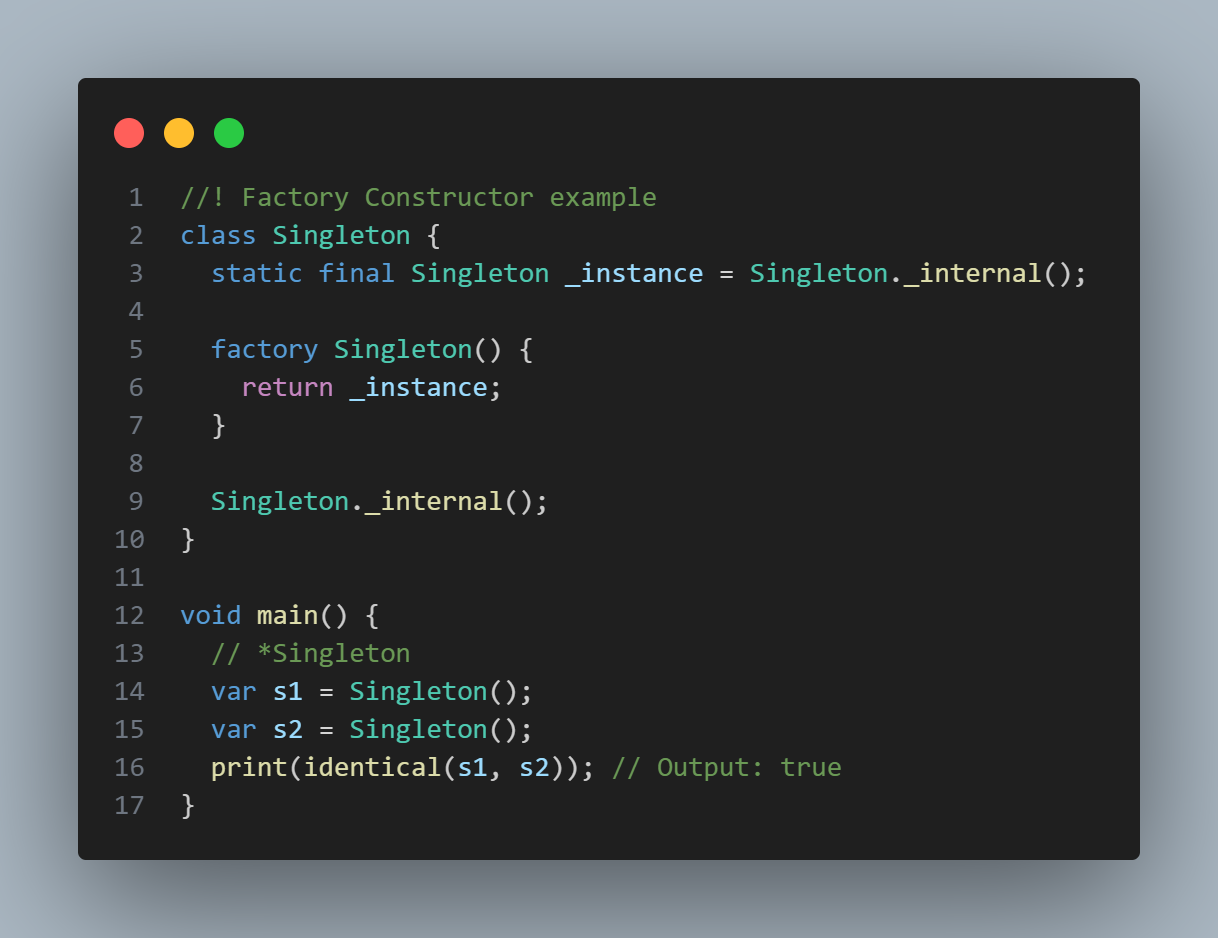 1 //! Factory Constructor example
2 class Singleton {
3   static final Singleton _instance = Singleton._internal();
4
5   factory Singleton() {
6     return _instance;
7   }
8
9   Singleton._internal();
10 }
11
12 void main() {
13   // *Singleton
14   var s1 = Singleton();
15   var s2 = Singleton();
16   print(identical(s1, s2)); // Output: true
17 }